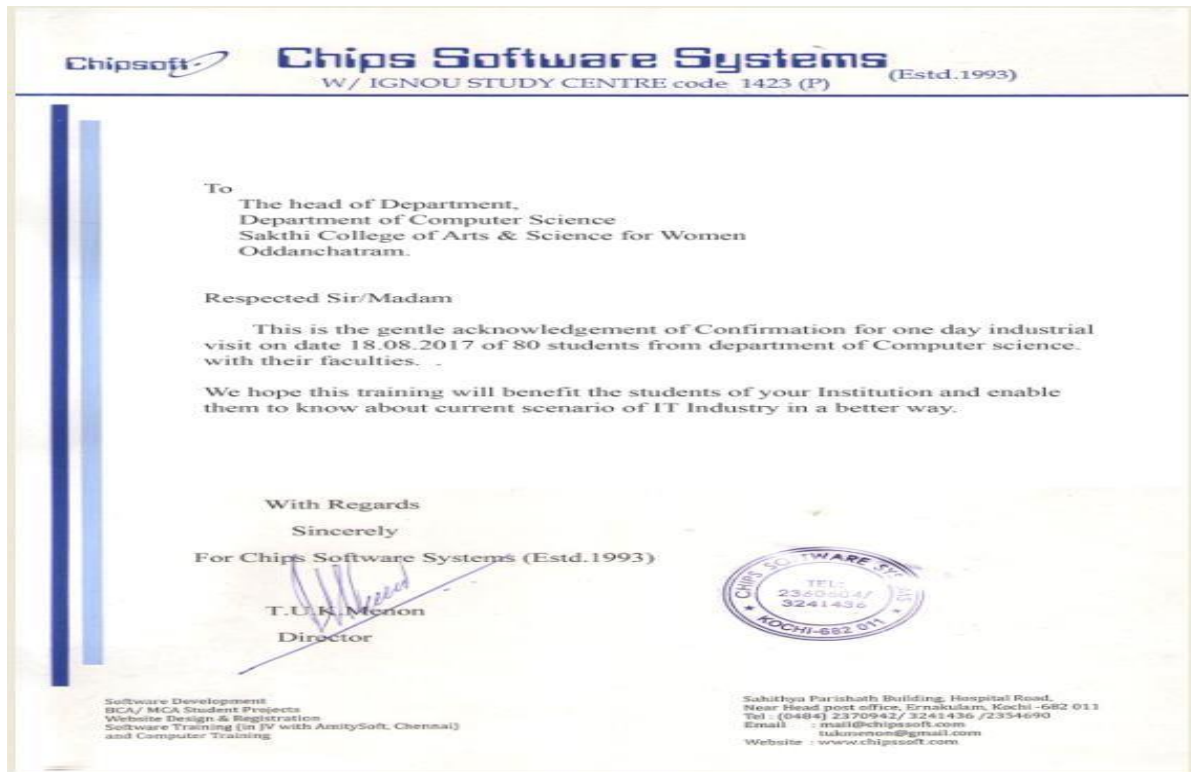 Chipsoft
Chips Software Systems (Estd.1993)
W/ IGNOU STUDY CENTRE code 1423 (P)
To
The head of Department,
Department of Computer Science
Sakthi College of Arts & Science for Women
Oddanchatram.
Respected Sir/Madam
This is the gentle acknowledgement of Confirmation for one day industrial
visit on date 18.08.2017 of 80 students from department of Computer science.
with their faculties. .
We hope this training will benefit the students of your Institution and enable
them to know about current scenario of IT Industry in a better way.
With Regards
Sincerely
For Chips Software Systems (Estd.1993)
T.U.K.Menon
Director
CHIPS SOFTWARE SY
TEL:
2360604/
3241436
KOCHI-682 011
Software Development
BCA/ MCA Student Projects
Website Design & Registration
Software Training (in JV with AmitySoft, Chennai)
and Computer Training
Sahithya Parishath Building, Hospital Road,
Near Head post office, Ernakulam, Kochi -682 011
Tel : (0484) 2370942/ 3241436 /2354690
Email : mail@chipssoft.com
tukmenon@gmail.com
Website : www.chipssoft.com